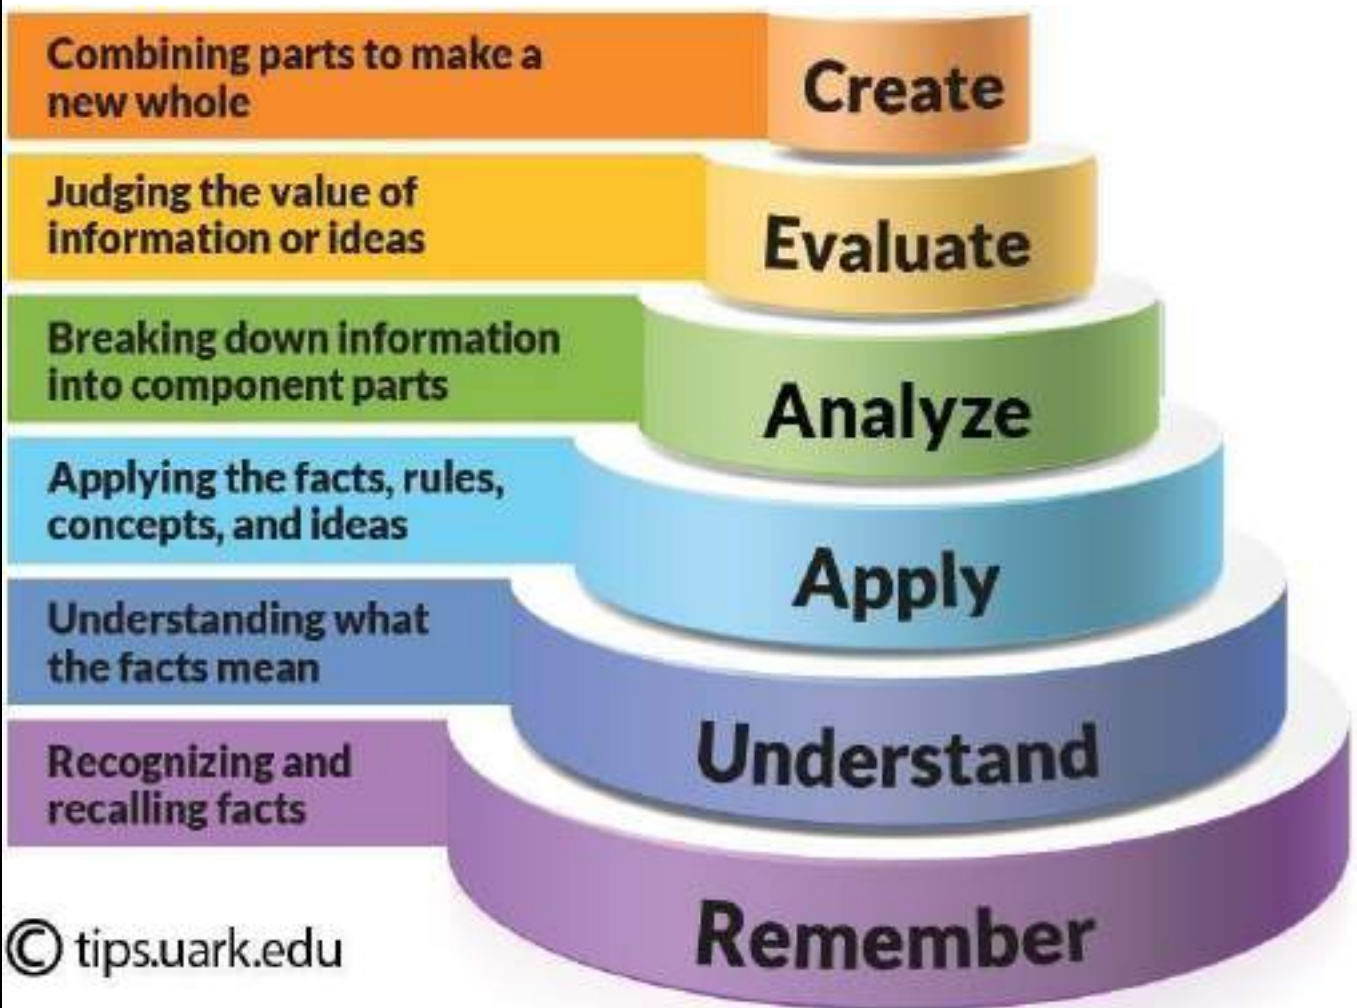 Combining parts to make a
new whole
Create
Judging the value of
information or ideas
Evaluate
Breaking down information
into component parts
Analyze
Applying the facts, rules,
concepts, and ideas
Apply
Understanding what
the facts mean
Understand
Recognizing and
recalling facts
Remember
© tips.uark.edu